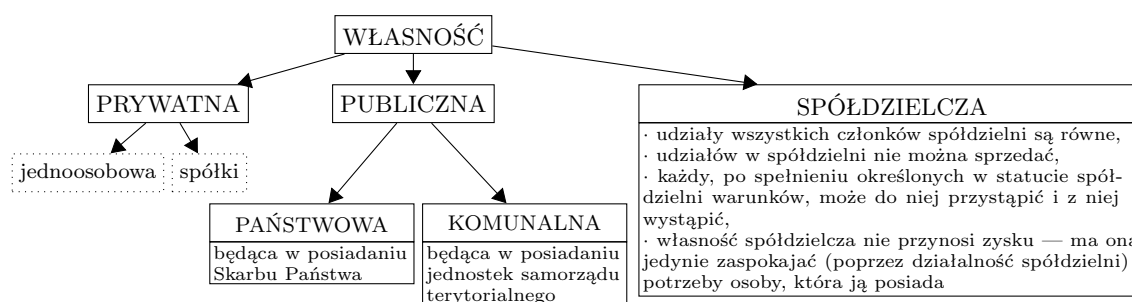 WŁASNOŚĆ
PRYWATNA
PUBLICZNA
SPÓŁDZIELCZA
· udziały wszystkich członków spółdzielni są równe,
· udziałów w spółdzielni nie można sprzedać,
· każdy, po spełnieniu określonych w statucie spół-
dzielni warunków, może do niej przystąpić i z niej
wystąpić,
· własność spółdzielcza nie przynosi zysku — ma ona
jedynie zaspokajać (poprzez działalność spółdzielni)
potrzeby osoby, która ją posiada
jednoosobowa
spółki
PAŃSTWOWA
będąca w posiadaniu
Skarbu Państwa
KOMUNALNA
będąca w posiadaniu
jednostek samorządu
terytorialnego